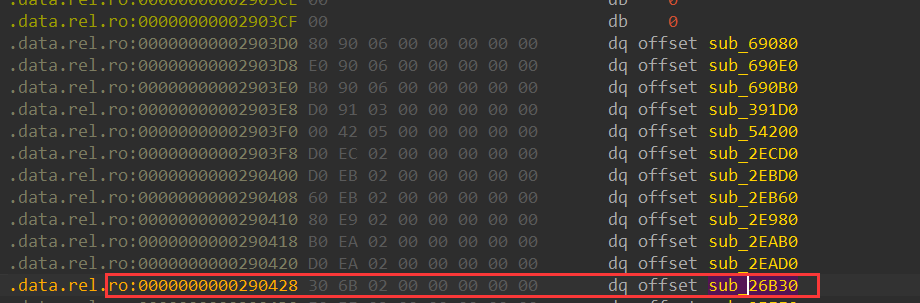 .data.rel.ro:00000000002903CE 00 db 0
.data.rel.ro:00000000002903CF 00 db 0
.data.rel.ro:00000000002903D0 80 90 06 00 00 00 00 00 dq offset sub_69080
.data.rel.ro:00000000002903D8 E0 90 06 00 00 00 00 00 dq offset sub_690E0
.data.rel.ro:00000000002903E0 B0 90 06 00 00 00 00 00 dq offset sub_690B0
.data.rel.ro:00000000002903E8 D0 91 03 00 00 00 00 00 dq offset sub_391D0
.data.rel.ro:00000000002903F0 00 42 05 00 00 00 00 00 dq offset sub_54200
.data.rel.ro:00000000002903F8 D0 EC 02 00 00 00 00 00 dq offset sub_2ECD0
.data.rel.ro:0000000000290400 D0 EB 02 00 00 00 00 00 dq offset sub_2EBD0
.data.rel.ro:0000000000290408 60 EB 02 00 00 00 00 00 dq offset sub_2EB60
.data.rel.ro:0000000000290410 80 E9 02 00 00 00 00 00 dq offset sub_2E980
.data.rel.ro:0000000000290418 B0 EA 02 00 00 00 00 00 dq offset sub_2EAB0
.data.rel.ro:0000000000290420 D0 EA 02 00 00 00 00 00 dq offset sub_2EAD0
.data.rel.ro:0000000000290428 30 6B 02 00 00 00 00 00 dq offset sub_26B30